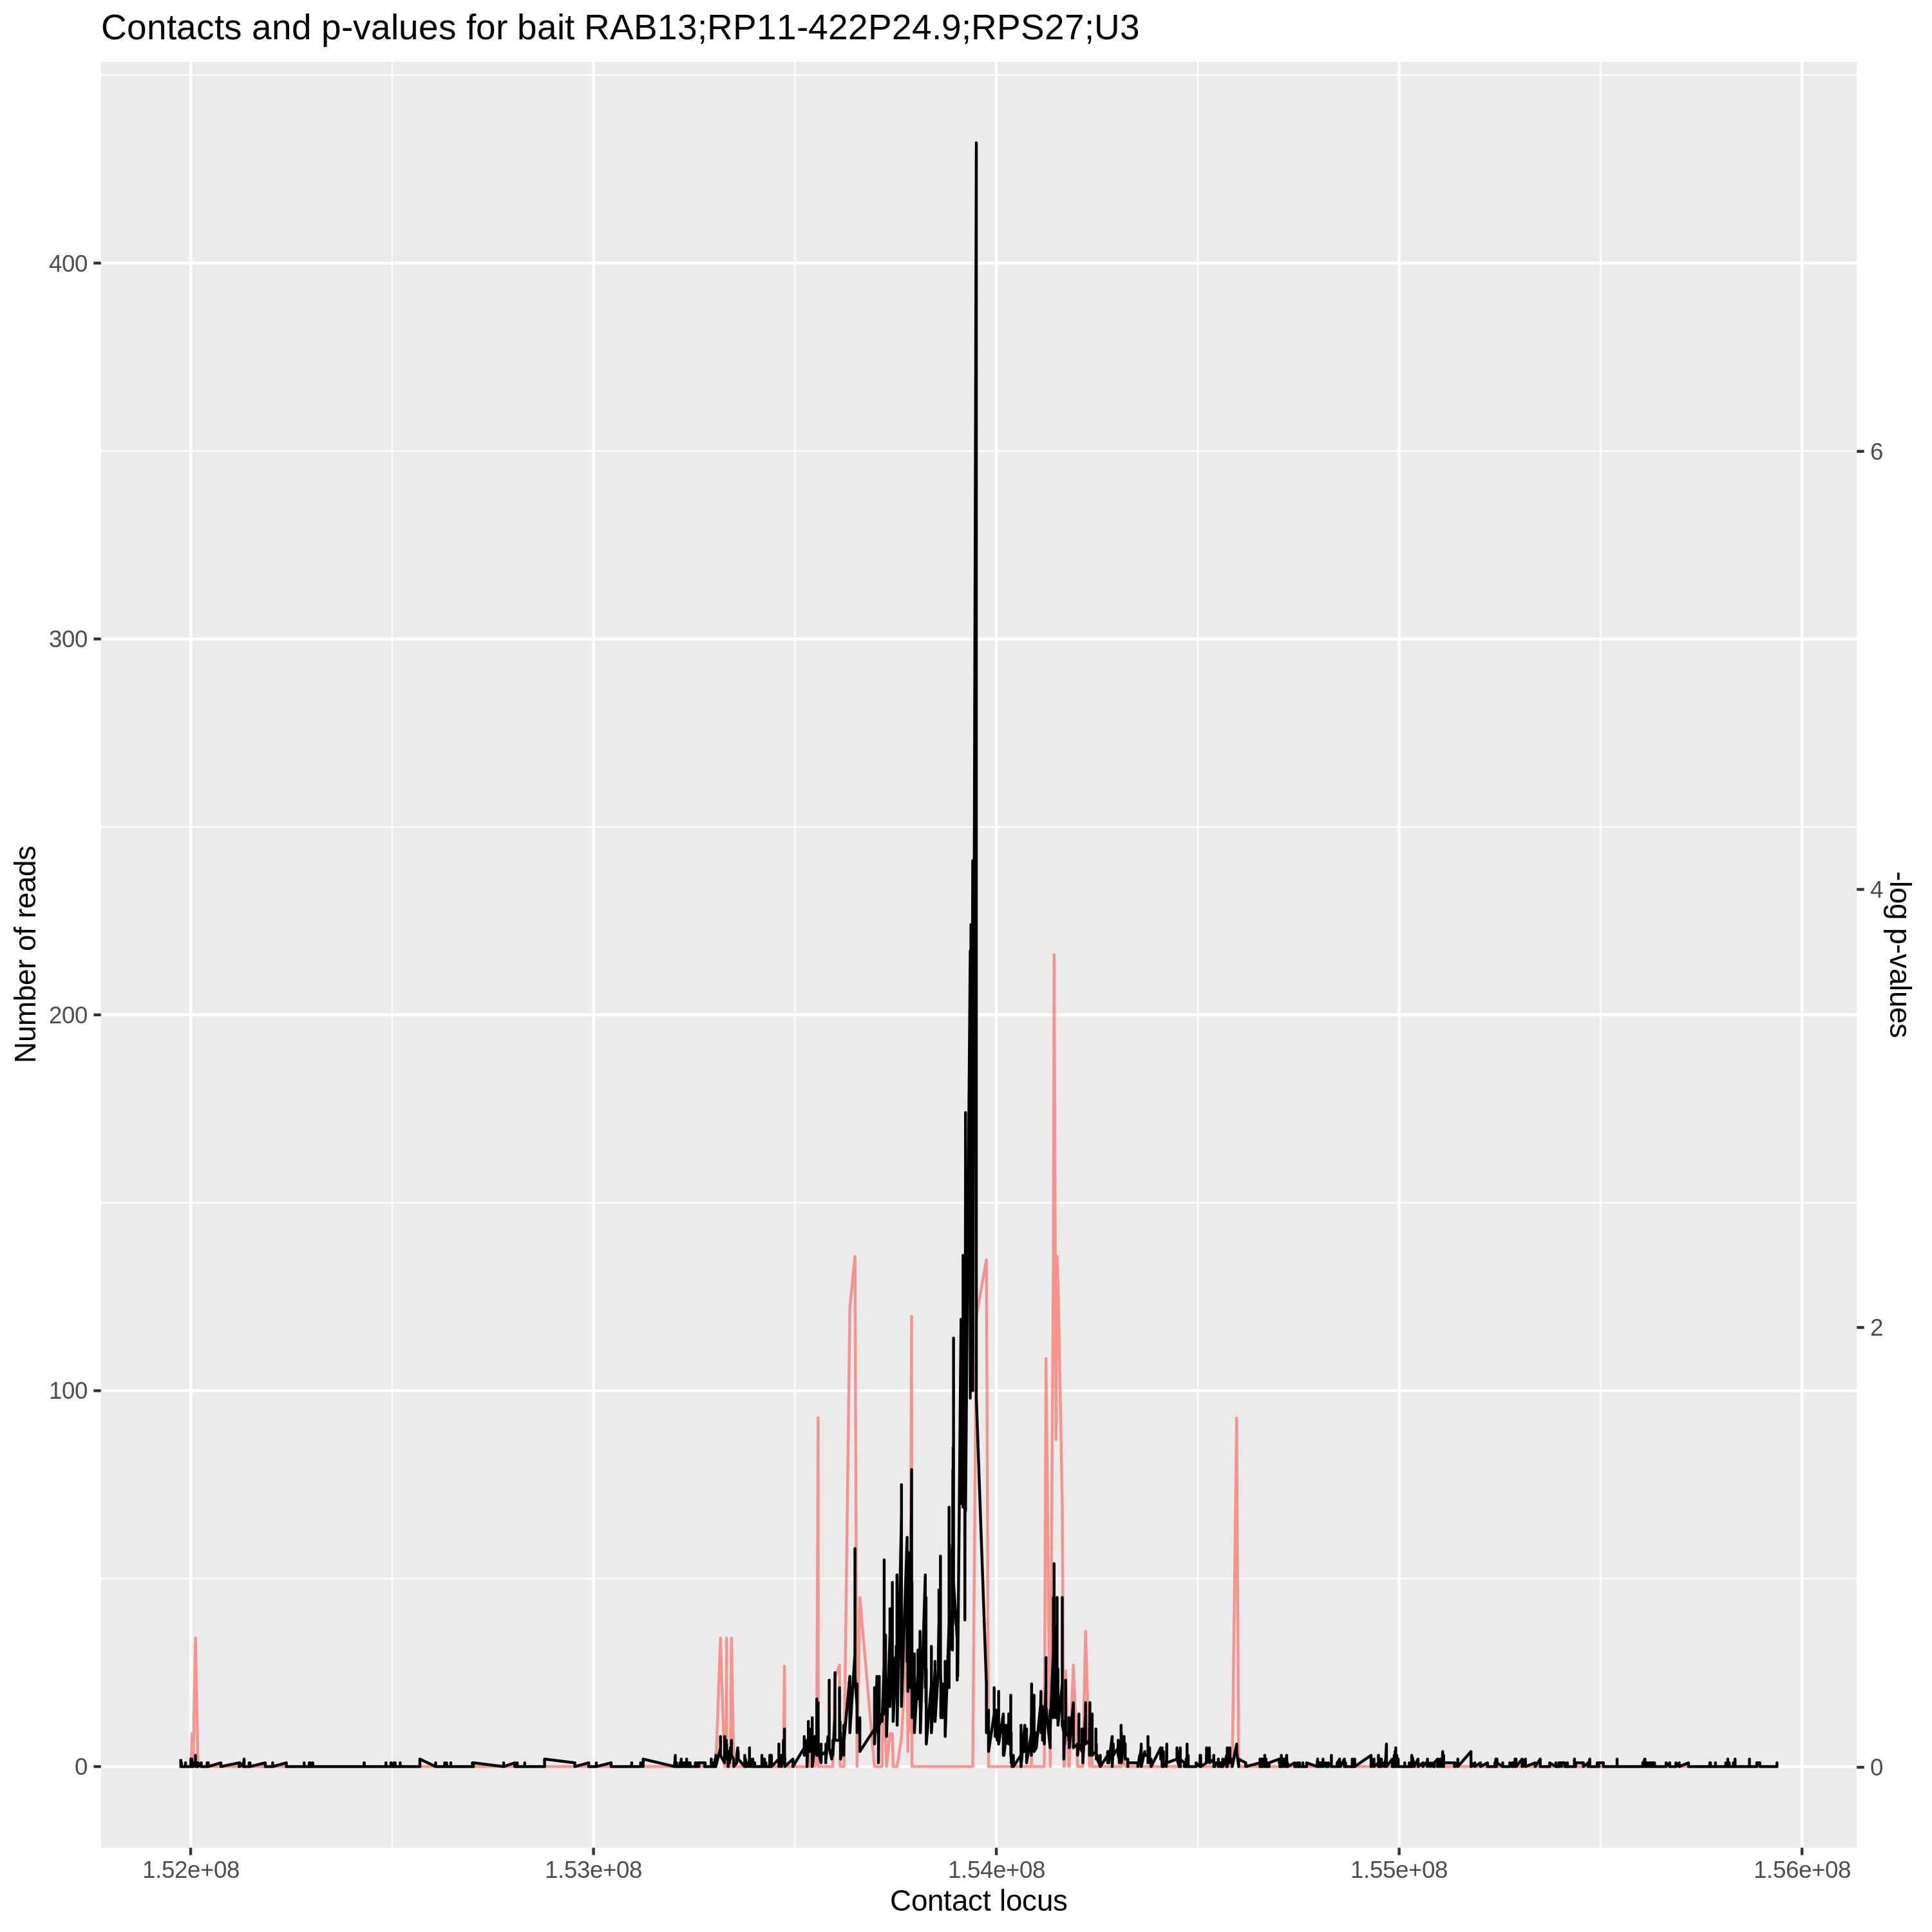 Contacts and p-values for bait RAB13;RP11-422P24.9;RPS27;U3
400
300
200
100
0
Number of reads
6
4
2
0
-log p-values
1.52e+08 1.53e+08 1.54e+08 1.55e+08 1.56e+08
Contact locus